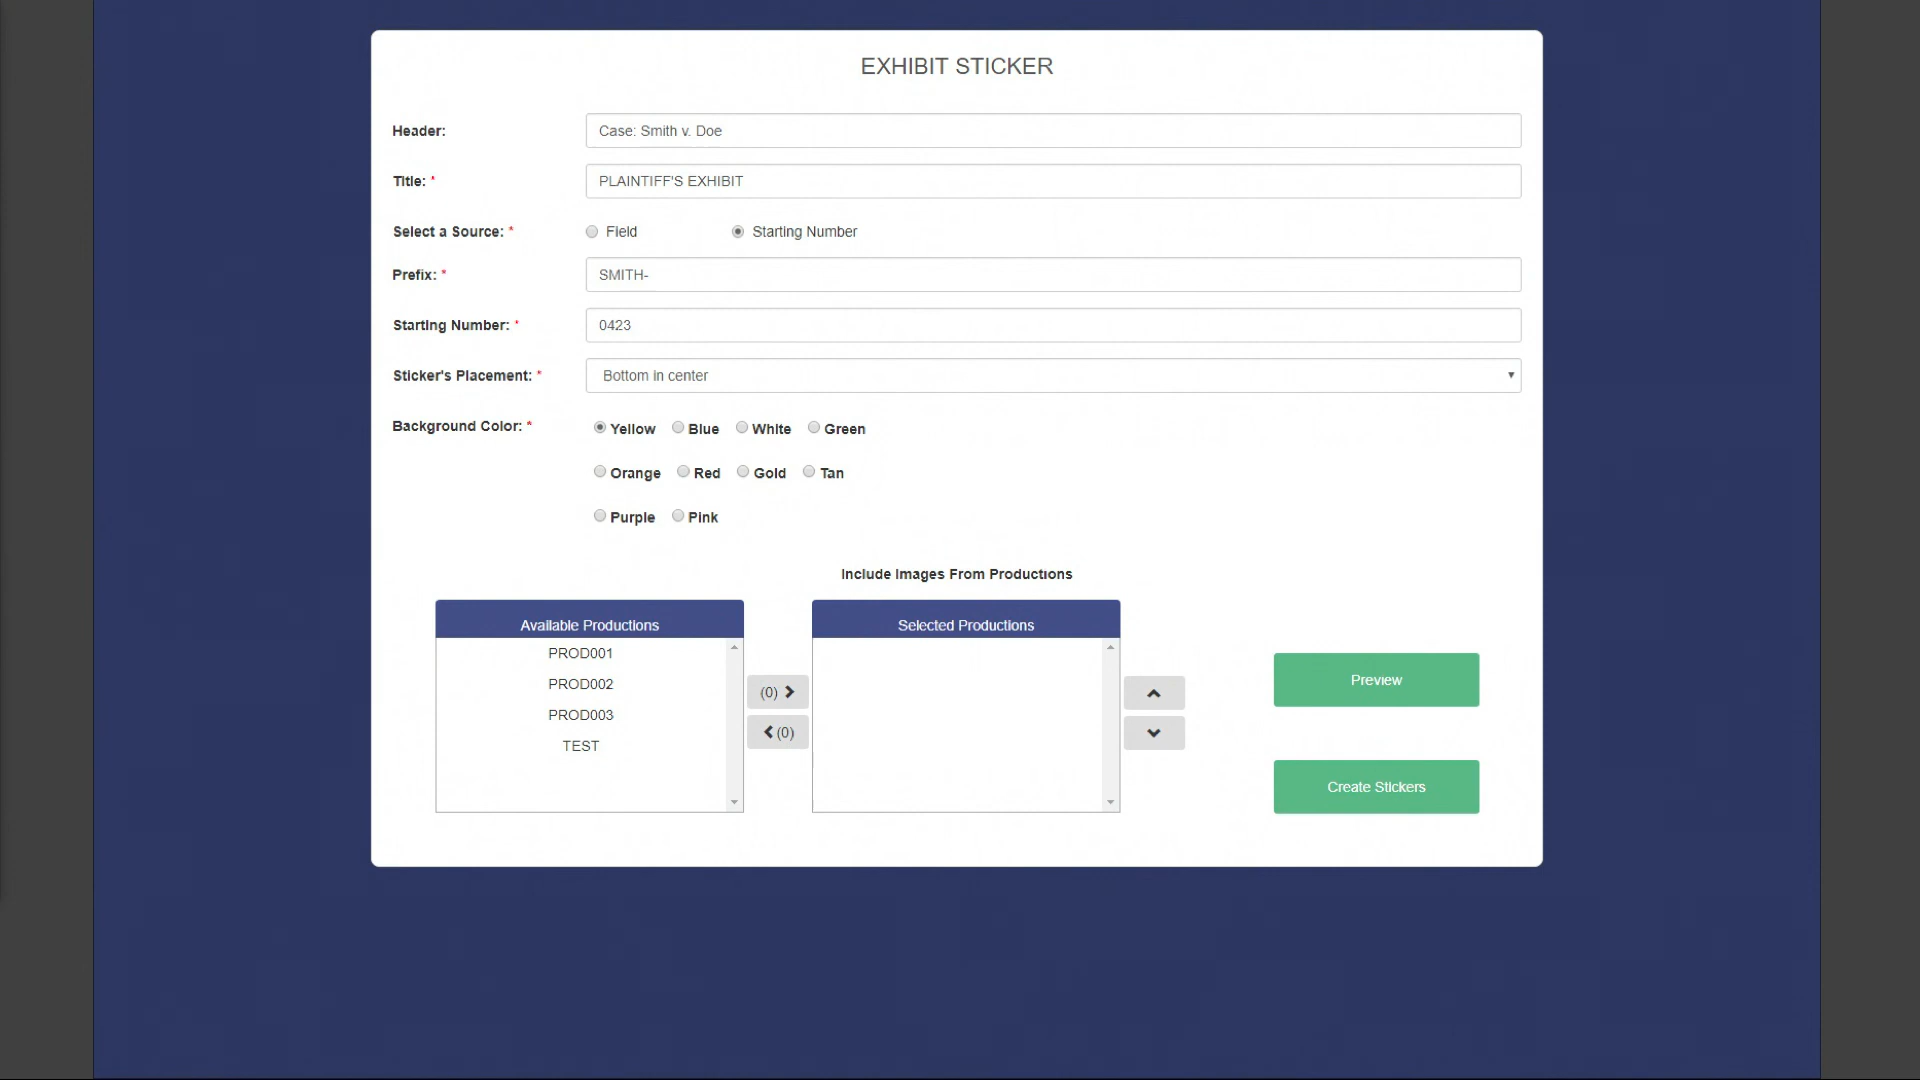 EXHIBIT STICKER
Header: Case: Smith v. Doe
Title: * PLAINTIFF'S EXHIBIT
Select a Source: * Field Starting Number
Prefix: * SMITH-
Starting Number: * 0423
Sticker's Placement: * Bottom in center
Background Color: * Yellow Blue White Green
Orange Red Gold Tan
Purple Pink
Include Images From Productions
Available Productions
PROD001
PROD002
PROD003
TEST
(0)
(0)
Selected Productions
Preview
Create Stickers